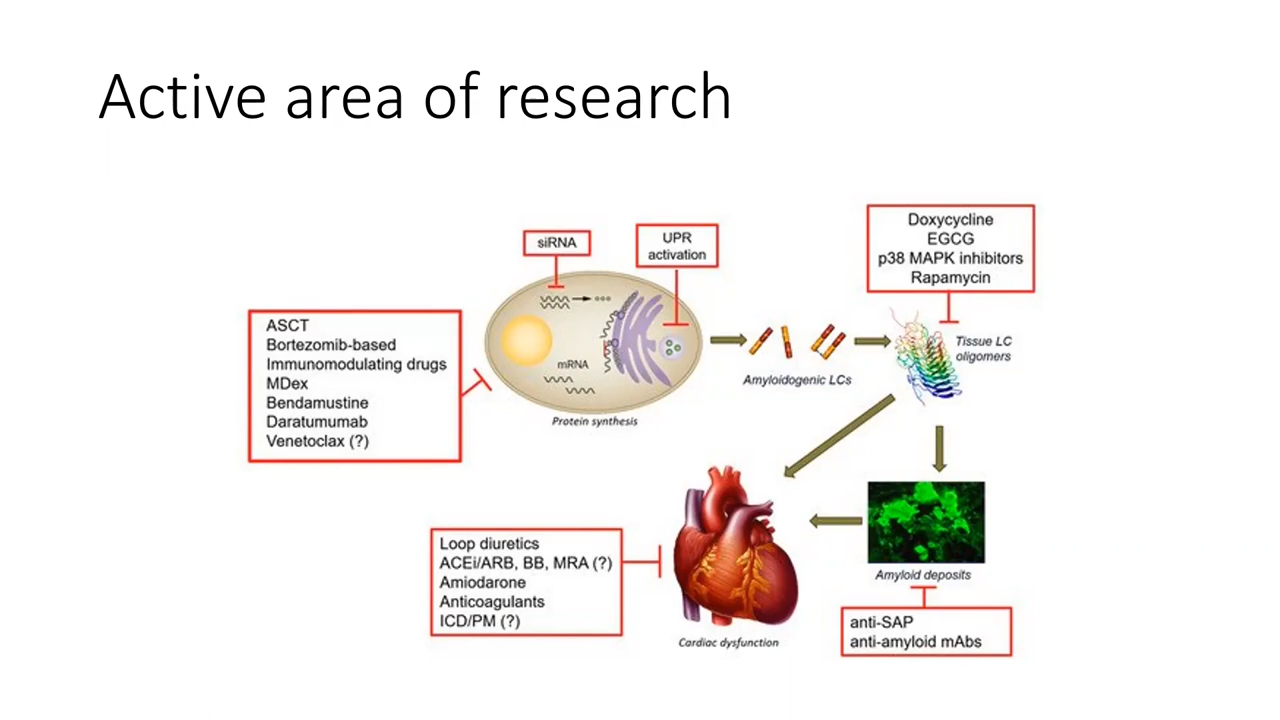 Active area of research
siRNA
UPR
activation
Doxycycline
EGCG
p38 MAPK inhibitors
Rapamycin
ASCT
Bortezomib-based
Immunomodulating drugs
MDex
Bendamustine
Daratumumab
Venetoclax (?)
mRNA
Protein synthesis
Amyloidogenic LCs
Tissue LC
oligomers
Loop diuretics
ACEi/ARB, BB, MRA (?)
Amiodarone
Anticoagulants
ICD/PM (?)
Cardiac dysfunction
Amyloid deposits
anti-SAP
anti-amyloid mAbs